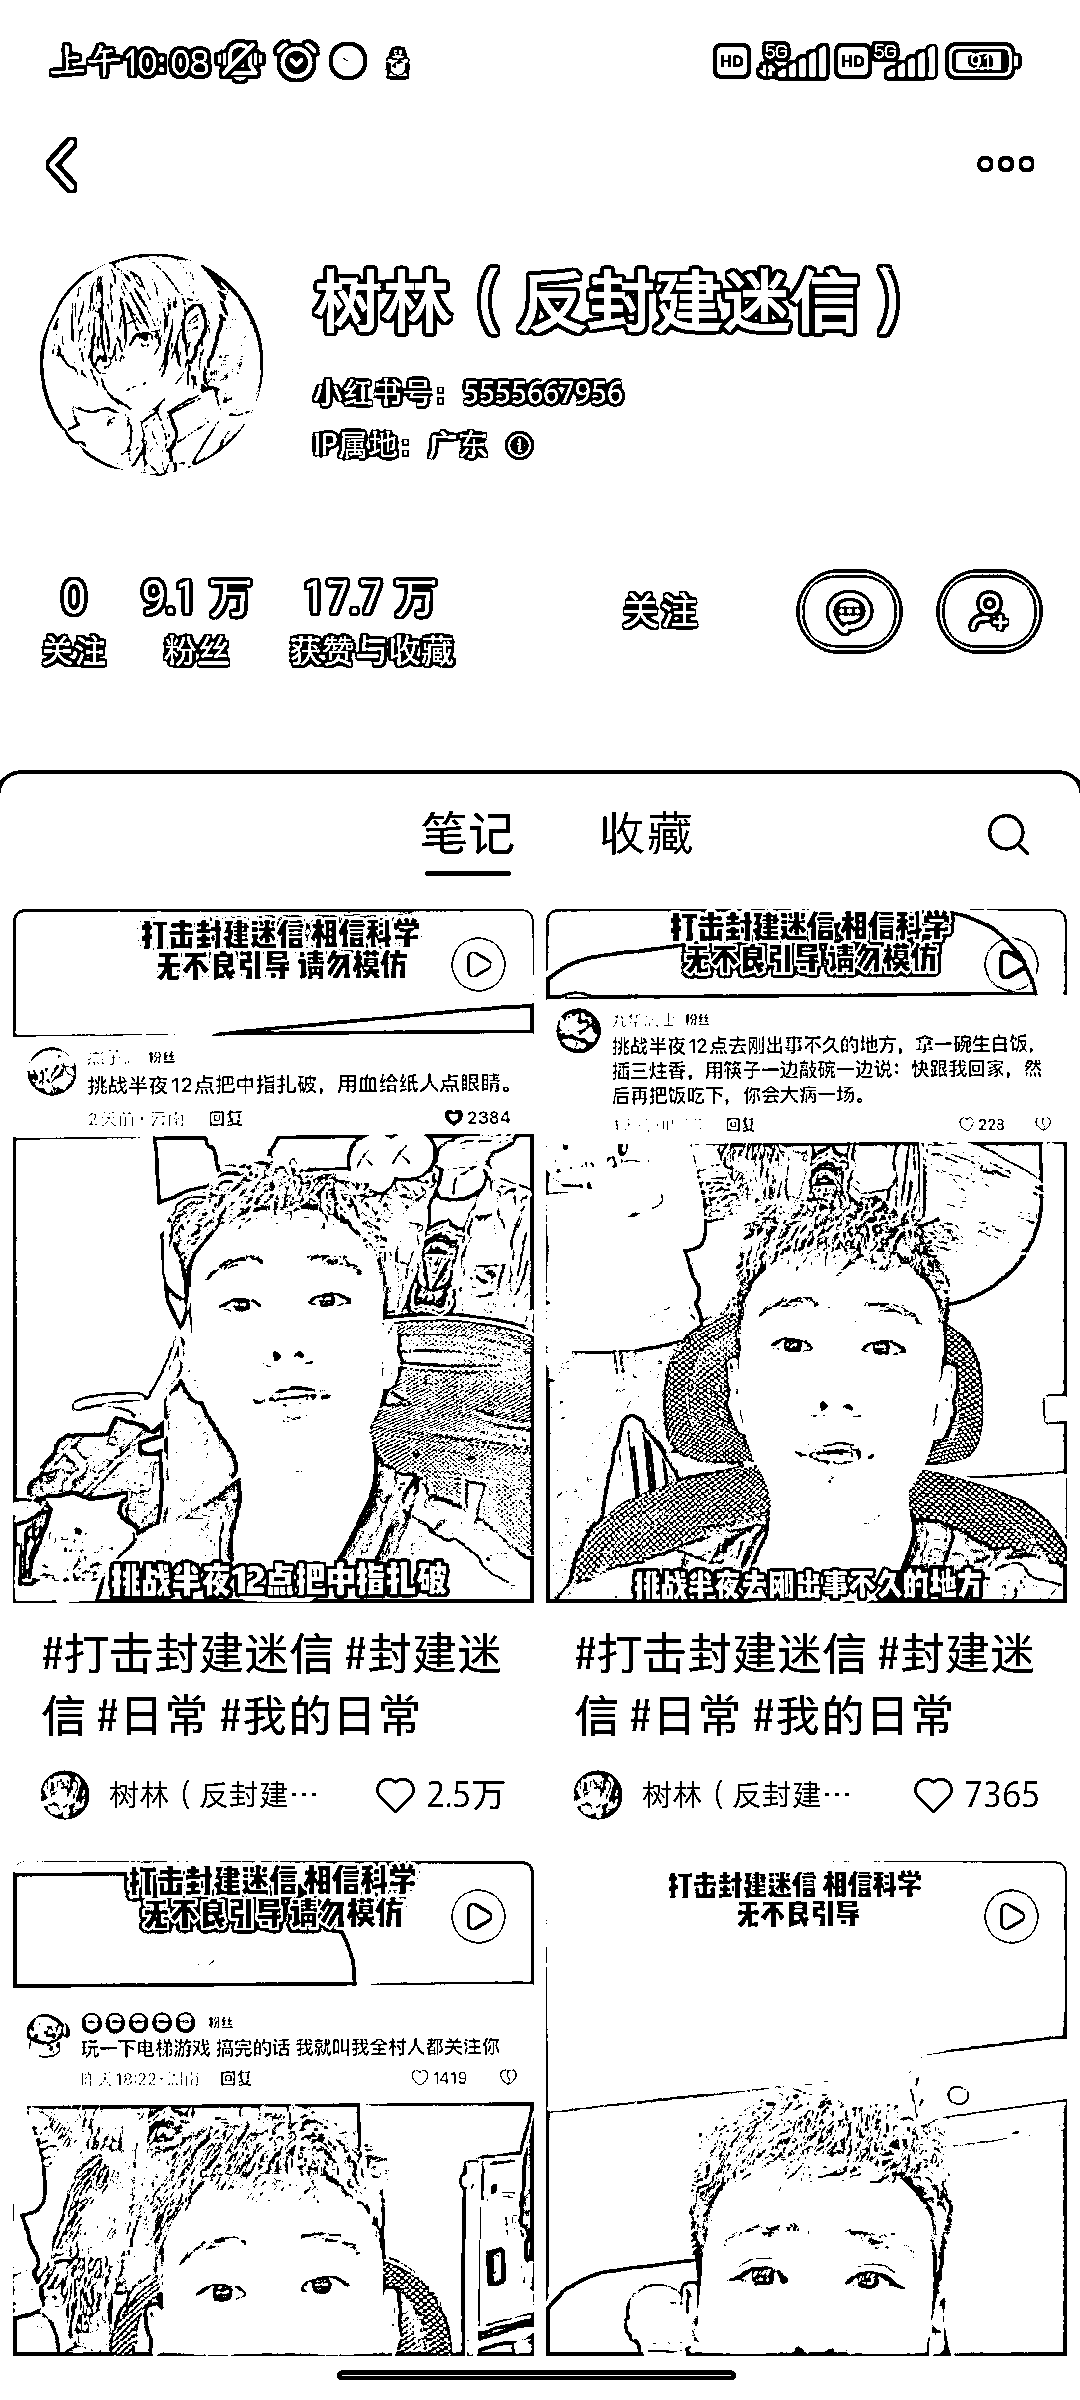 上午10:08
HD 5G HD 5G 91
树林（反封建迷信）
小红书号：5555667956
IP属地：广东
0 9.1万 17.7万
关注 粉丝 获赞与收藏
关注
笔记 收藏
打击封建迷信 相信科学
无不良引导 请勿模仿
粉丝
挑战半夜12点把中指扎破，用血给纸人点眼睛。
2天前·云南 回复 2384
挑战半夜12点把中指扎破
#打击封建迷信 #封建迷
信 #日常 #我的日常
树林（反封建… 2.5万
打击封建迷信 相信科学
无不良引导 请勿模仿
粉丝
挑战半夜12点去刚出事不久的地方，拿一碗生白饭，
插三炷香，用筷子一边敲碗一边说：快跟我回家，然
后再把饭吃下，你会大病一场。
回复 228
挑战半夜去刚出事不久的地方
#打击封建迷信 #封建迷
信 #日常 #我的日常
树林（反封建… 7365
打击封建迷信 相信科学
无不良引导 请勿模仿
粉丝
玩一下电梯游戏 搞完的话 我就叫我全村人都关注你
昨天18:22· 回复 1419
打击封建迷信 相信科学
无不良引导